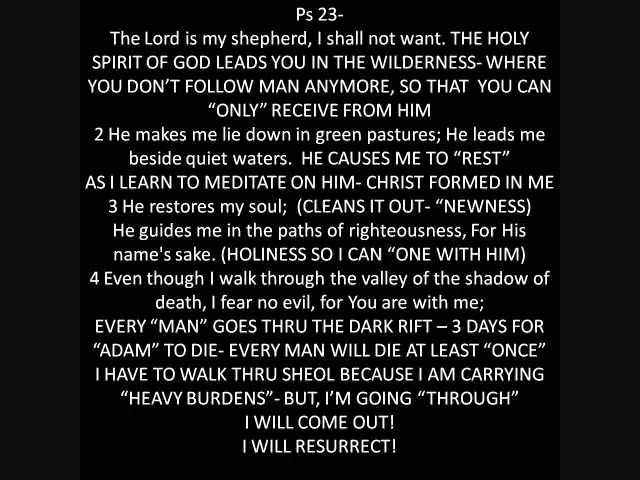 Ps 23-
The Lord is my shepherd, I shall not want. THE HOLY
SPIRIT OF GOD LEADS YOU IN THE WILDERNESS- WHERE
YOU DON’T FOLLOW MAN ANYMORE, SO THAT  YOU CAN
“ONLY” RECEIVE FROM HIM
2 He makes me lie down in green pastures; He leads me
beside quiet waters.  HE CAUSES ME TO “REST”
AS I LEARN TO MEDITATE ON HIM- CHRIST FORMED IN ME
3 He restores my soul;  (CLEANS IT OUT- “NEWNESS)
He guides me in the paths of righteousness, For His
name's sake. (HOLINESS SO I CAN “ONE WITH HIM)
4 Even though I walk through the valley of the shadow of
death, I fear no evil, for You are with me;
EVERY “MAN” GOES THRU THE DARK RIFT – 3 DAYS FOR
“ADAM” TO DIE- EVERY MAN WILL DIE AT LEAST “ONCE”
I HAVE TO WALK THRU SHEOL BECAUSE I AM CARRYING
“HEAVY BURDENS”- BUT, I’M GOING “THROUGH”
I WILL COME OUT!
I WILL RESURRECT!